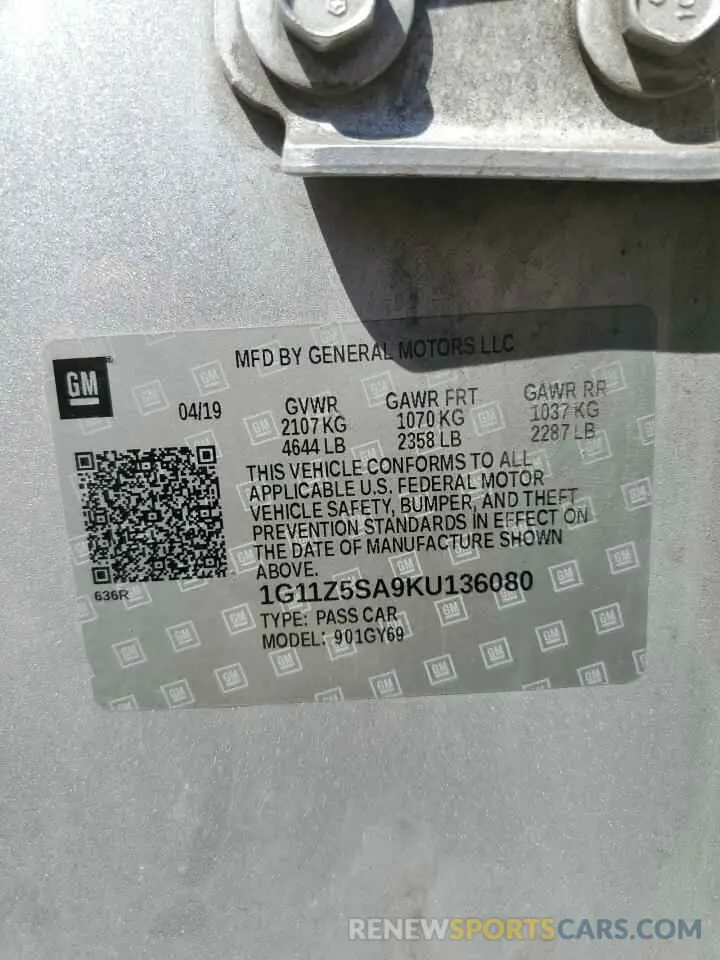 10
MFD BY GENERAL MOTORS LLC
GM
04/19
GVWR
2107 KG
4644 LB
GAWR FRT
1070 KG
2358 LB
GAWR RR
1037 KG
2287 LB
THIS VEHICLE CONFORMS TO ALL
APPLICABLE U.S. FEDERAL MOTOR
VEHICLE SAFETY, BUMPER, AND THEFT
PREVENTION STANDARDS IN EFFECT ON
THE DATE OF MANUFACTURE SHOWN
ABOVE.
636R
1G11Z5SA9KU136080
TYPE: PASS CAR
MODEL: 901GY69
RENEWSPORTSCARS.COM